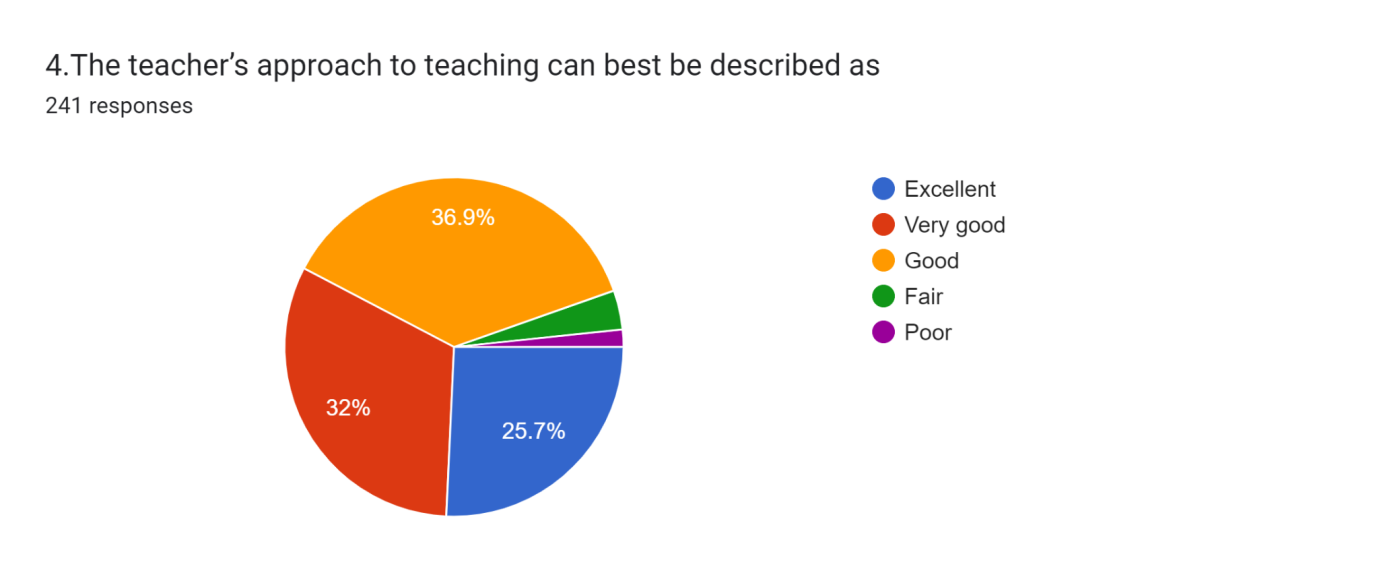 4.The teacher’s approach to teaching can best be described as
241 responses
36.9%
32%
25.7%
Excellent
Very good
Good
Fair
Poor